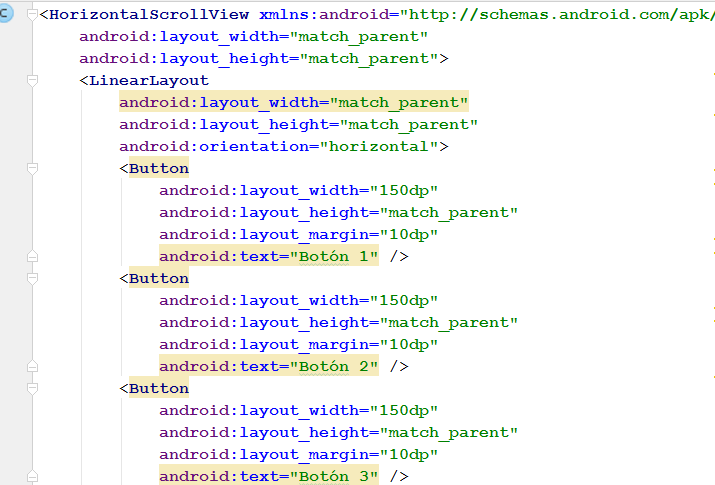 <HorizontalScrollView xmlns:android="http://schemas.android.com/apk/
android:layout_width="match_parent"
android:layout_height="match_parent">
<LinearLayout
android:layout_width="match_parent"
android:layout_height="match_parent"
android:orientation="horizontal">
<Button
android:layout_width="150dp"
android:layout_height="match_parent"
android:layout_margin="10dp"
android:text="Botón 1" />
<Button
android:layout_width="150dp"
android:layout_height="match_parent"
android:layout_margin="10dp"
android:text="Botón 2" />
<Button
android:layout_width="150dp"
android:layout_height="match_parent"
android:layout_margin="10dp"
android:text="Botón 3" />